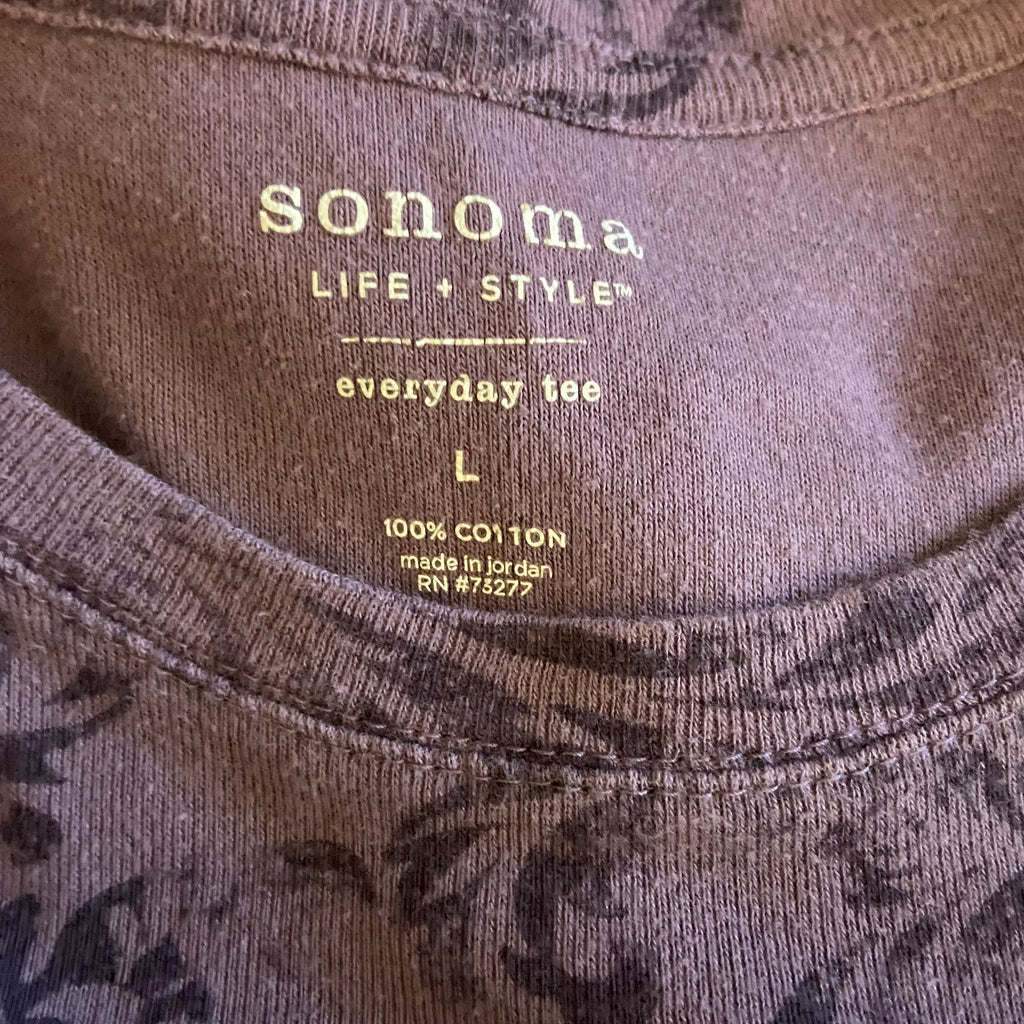 sonoma
LIFE + STYLE™
everyday tee
L
100% COTTON
made in jordan
RN #73277